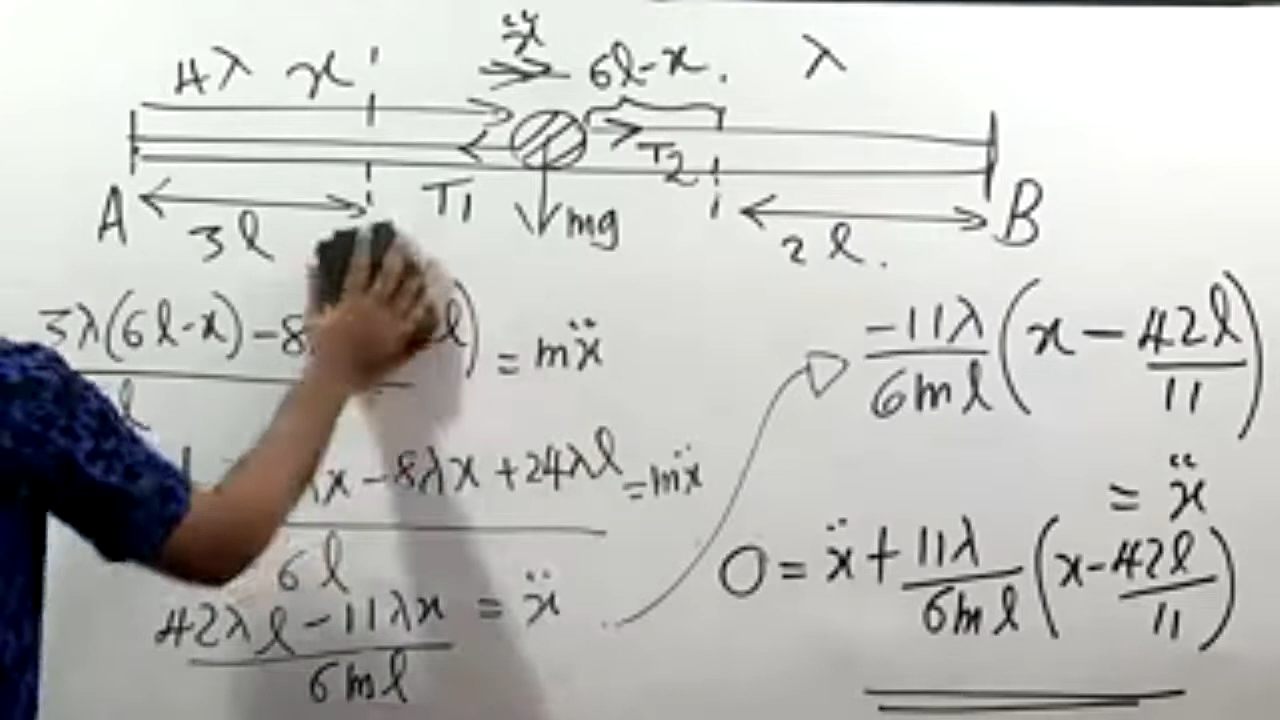 ẍ
4λ x 6l-x. λ
T1 T2
A 3l mg 2l. B
3λ(6l-x)-8 l) = mẍ
l
λx-8λx+24λl = mẍ
6l
42λl-11λx = ẍ
6ml
-11λ (x - 42l)
6ml 11
= ẍ
0 = ẍ + 11λ (x-42l)
6ml 11